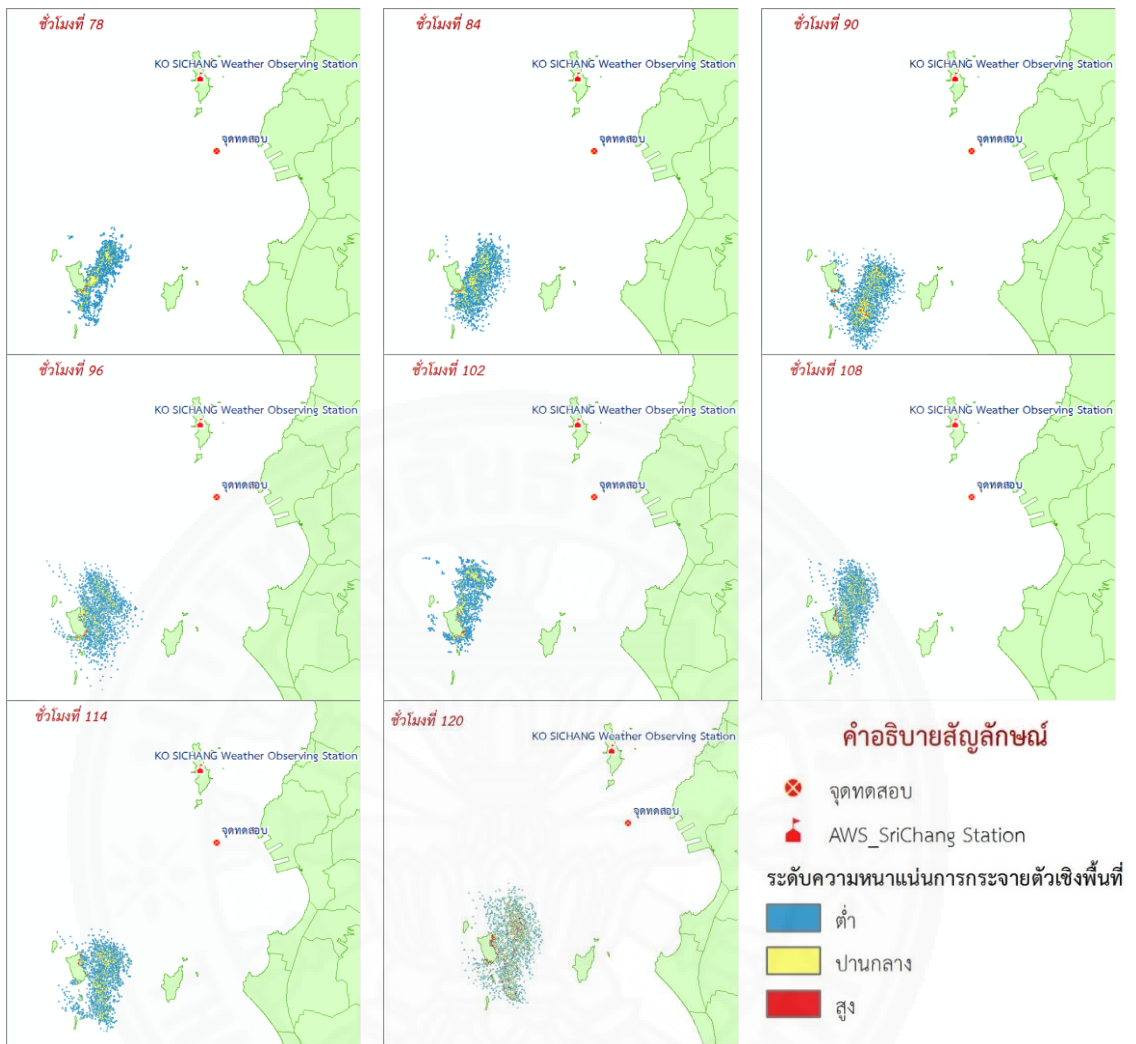 ชั่วโมงที่ 78
KO SICHANG Weather Observing Station
จุดทดสอบ
ชั่วโมงที่ 84
KO SICHANG Weather Observing Station
จุดทดสอบ
ชั่วโมงที่ 90
KO SICHANG Weather Observing Station
จุดทดสอบ
ชั่วโมงที่ 96
KO SICHANG Weather Observing Station
จุดทดสอบ
ชั่วโมงที่ 102
KO SICHANG Weather Observing Station
จุดทดสอบ
ชั่วโมงที่ 108
KO SICHANG Weather Observing Station
จุดทดสอบ
ชั่วโมงที่ 114
KO SICHANG Weather Observing Station
จุดทดสอบ
ชั่วโมงที่ 120
KO SICHANG Weather Observing Station
จุดทดสอบ
คำอธิบายสัญลักษณ์
จุดทดสอบ
AWS_SriChang Station
ระดับความหนาแน่นการกระจายตัวเชิงพื้นที่
ต่ำ
ปานกลาง
สูง